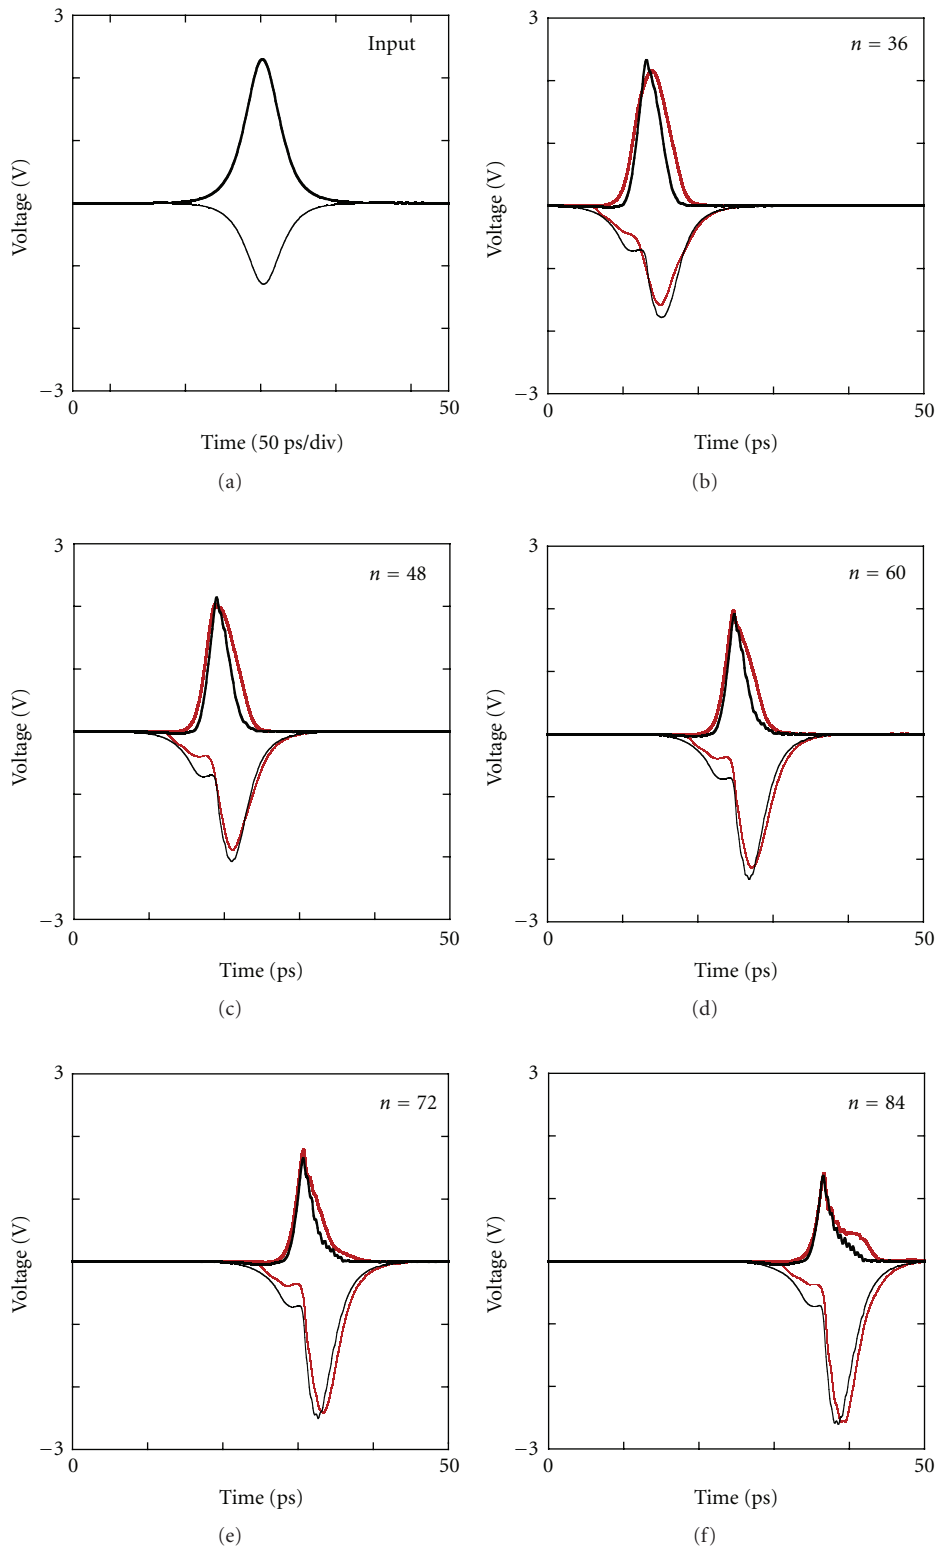 3
Input
Voltage (V)
−3
0
50
Time (50 ps/div)
(a)
3
n = 36
Voltage (V)
−3
0
50
Time (ps)
(b)
3
n = 48
Voltage (V)
−3
0
50
Time (ps)
(c)
3
n = 60
Voltage (V)
−3
0
50
Time (ps)
(d)
3
n = 72
Voltage (V)
−3
0
50
Time (ps)
(e)
3
n = 84
Voltage (V)
−3
0
50
Time (ps)
(f)